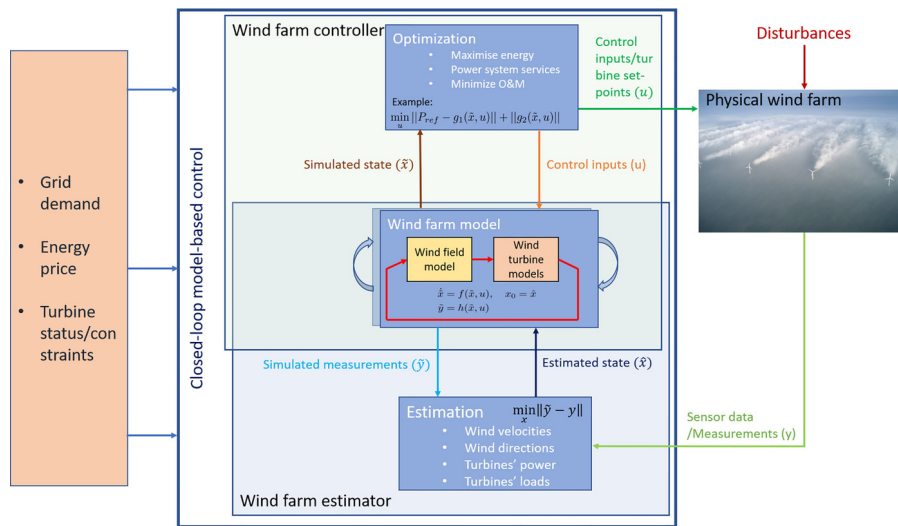 • Grid
demand
• Energy
price
• Turbine
status/con
straints
Closed-loop model-based control
Wind farm controller
Optimization
• Maximise energy
• Power system services
• Minimize O&M
Example:
min_u ||P_ref − g_1(x̂, u)|| + ||g_2(x̂, u)||
Control
inputs/tur
bine set-
points (u)
Disturbances
Physical wind farm
Simulated state (x̃)
Control inputs (u)
Wind farm model
Wind field
model
Wind
turbine
models
ẋ̂ = f(x̂, u), x_0 = x̂
ŷ = h(x̂, u)
Simulated measurements (ỹ)
Estimated state (x̂)
Estimation
min_x ||ỹ − y||
• Wind velocities
• Wind directions
• Turbines' power
• Turbines' loads
Sensor data
/Measurements (y)
Wind farm estimator